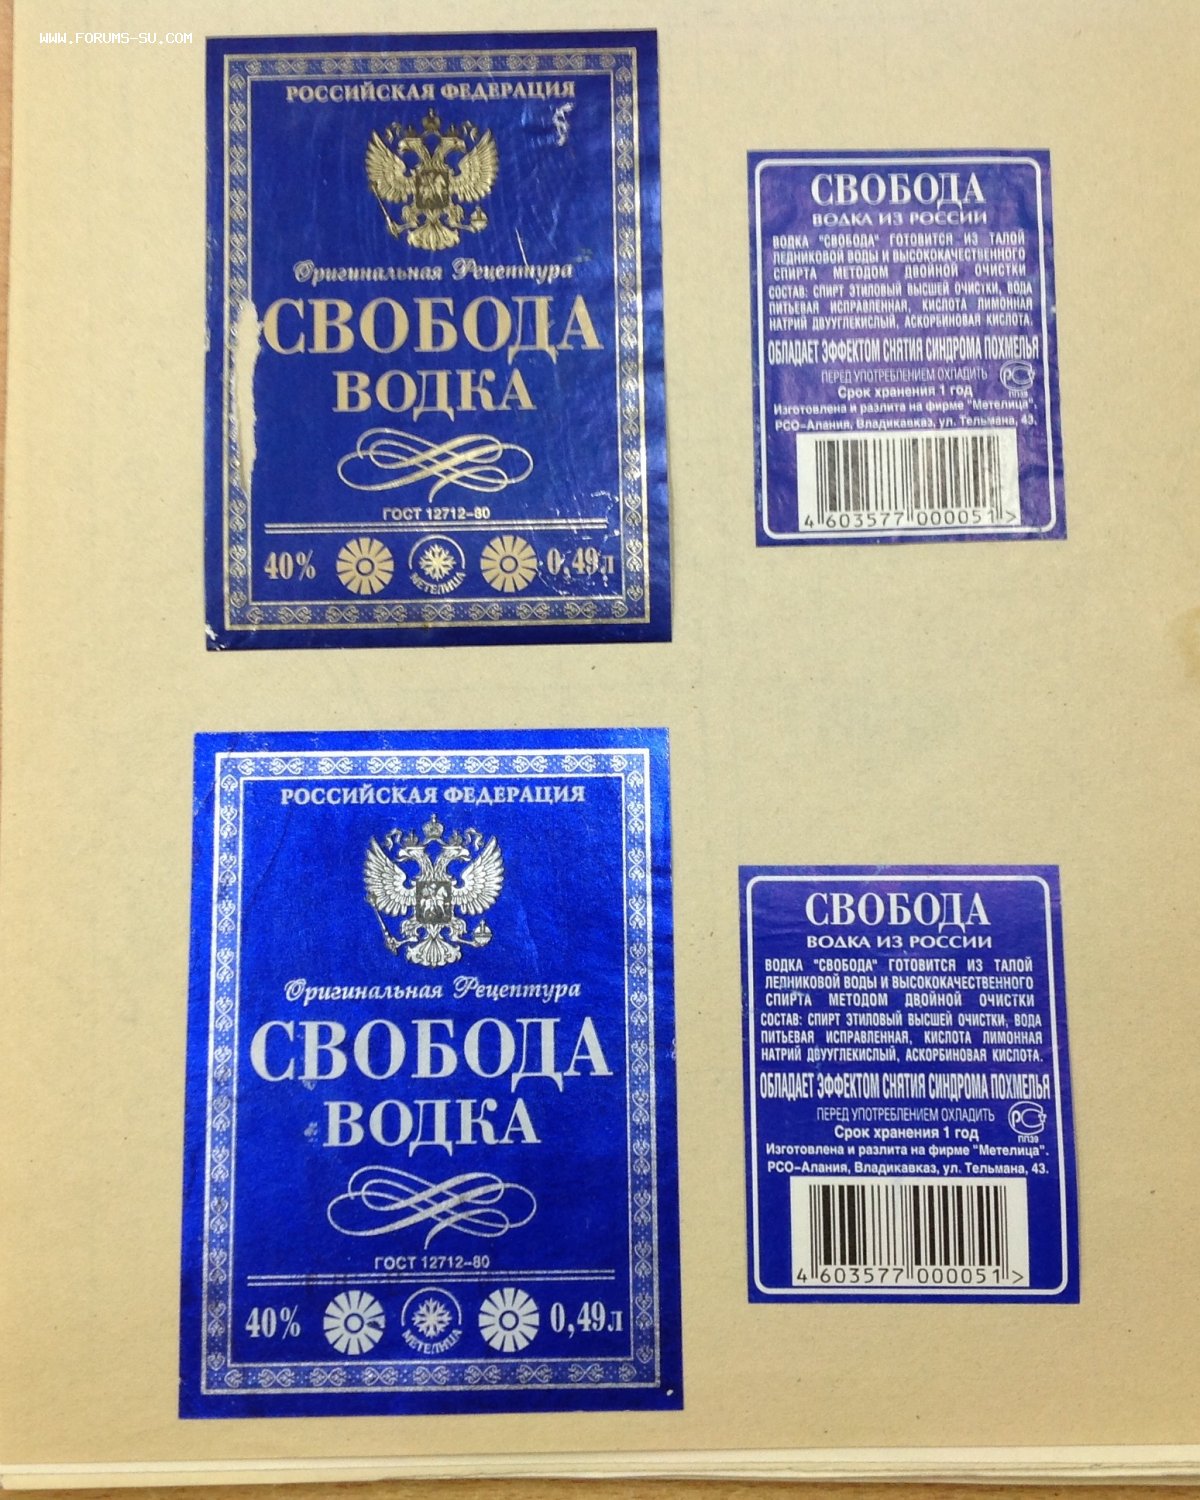 WWW.FORUMS-SU.COM
РОССИЙСКАЯ ФЕДЕРАЦИЯ
Оригинальная Рецептура
СВОБОДА
ВОДКА
ГОСТ 12712-80
40% МЕТЕЛИЦА 0,49л
СВОБОДА
ВОДКА ИЗ РОССИИ
ВОДКА "СВОБОДА" ГОТОВИТСЯ ИЗ ТАЛОЙ
ЛЕДНИКОВОЙ ВОДЫ И ВЫСОКОКАЧЕСТВЕННОГО
СПИРТА МЕТОДОМ ДВОЙНОЙ ОЧИСТКИ
СОСТАВ: СПИРТ ЭТИЛОВЫЙ ВЫСШЕЙ ОЧИСТКИ, ВОДА
ПИТЬЕВАЯ ИСПРАВЛЕННАЯ, КИСЛОТА ЛИМОННАЯ
НАТРИЙ ДВУУГЛЕКИСЛЫЙ, АСКОРБИНОВАЯ КИСЛОТА.
ОБЛАДАЕТ ЭФФЕКТОМ СНЯТИЯ СИНДРОМА ПОХМЕЛЬЯ
ПЕРЕД УПОТРЕБЛЕНИЕМ ОХЛАДИТЬ
Срок хранения 1 год
ПП39
Изготовлена и разлита на фирме "Метелица".
РСО-Алания, Владикавказ, ул. Тельмана, 43.
4 603577 000051 >
РОССИЙСКАЯ ФЕДЕРАЦИЯ
Оригинальная Рецептура
СВОБОДА
ВОДКА
ГОСТ 12712-80
40% МЕТЕЛИЦА 0,49л
СВОБОДА
ВОДКА ИЗ РОССИИ
ВОДКА "СВОБОДА" ГОТОВИТСЯ ИЗ ТАЛОЙ
ЛЕДНИКОВОЙ ВОДЫ И ВЫСОКОКАЧЕСТВЕННОГО
СПИРТА МЕТОДОМ ДВОЙНОЙ ОЧИСТКИ
СОСТАВ: СПИРТ ЭТИЛОВЫЙ ВЫСШЕЙ ОЧИСТКИ, ВОДА
ПИТЬЕВАЯ ИСПРАВЛЕННАЯ, КИСЛОТА ЛИМОННАЯ
НАТРИЙ ДВУУГЛЕКИСЛЫЙ, АСКОРБИНОВАЯ КИСЛОТА.
ОБЛАДАЕТ ЭФФЕКТОМ СНЯТИЯ СИНДРОМА ПОХМЕЛЬЯ
ПЕРЕД УПОТРЕБЛЕНИЕМ ОХЛАДИТЬ
Срок хранения 1 год
ПП39
Изготовлена и разлита на фирме "Метелица".
РСО-Алания, Владикавказ, ул. Тельмана, 43.
4 603577 000051 >